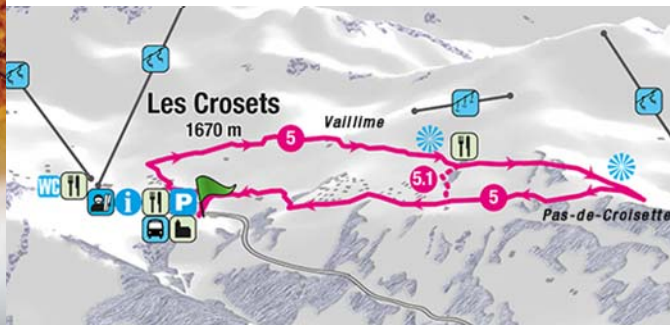 Les Crosets
1670 m
Vaillime
5
5.1
5
WC
i
P
Pas-de-Croisette